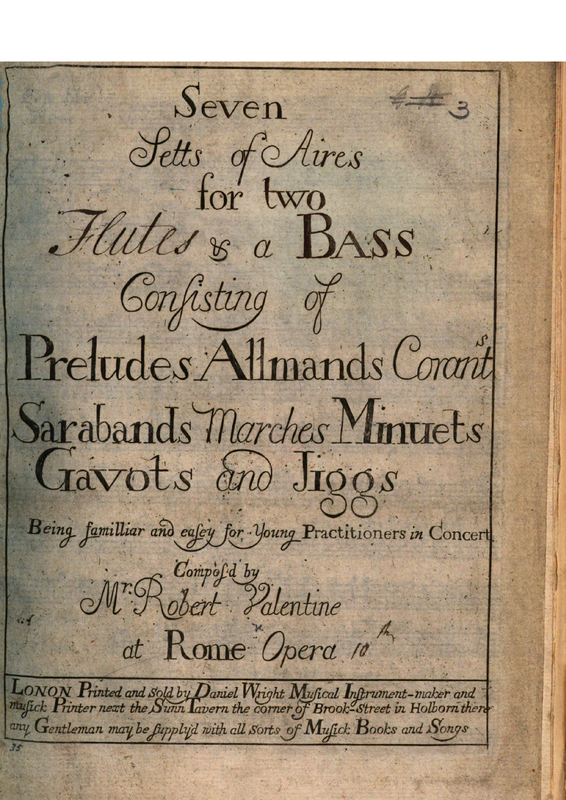 3
Seven
Setts of Aires
for two
Flutes & a BASS
Conſisting of
Preludes Allmands Corantˢ
Sarabands Marches Minuets
Gavots and Jiggs
Being familliar and eaſey for Young Practitioners in Concert
Compos'd by
Mr. Robert Valentine
at Rome Opera 10th
LONON Printed and Sold by Daniel Wright Musical Inſtrument-maker and
muſick Printer next the Sunn Tavern the corner of Brook-Street in Holborn there
any Gentleman may be ſupply'd with all sorts of Muſick Books and Songs
35